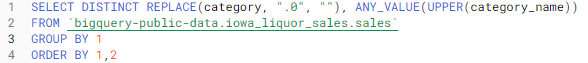 1 SELECT DISTINCT REPLACE(category, ".0", ""), ANY_VALUE(UPPER(category_name))
2 FROM `bigquery-public-data.iowa_liquor_sales.sales`
3 GROUP BY 1
4 ORDER BY 1,2